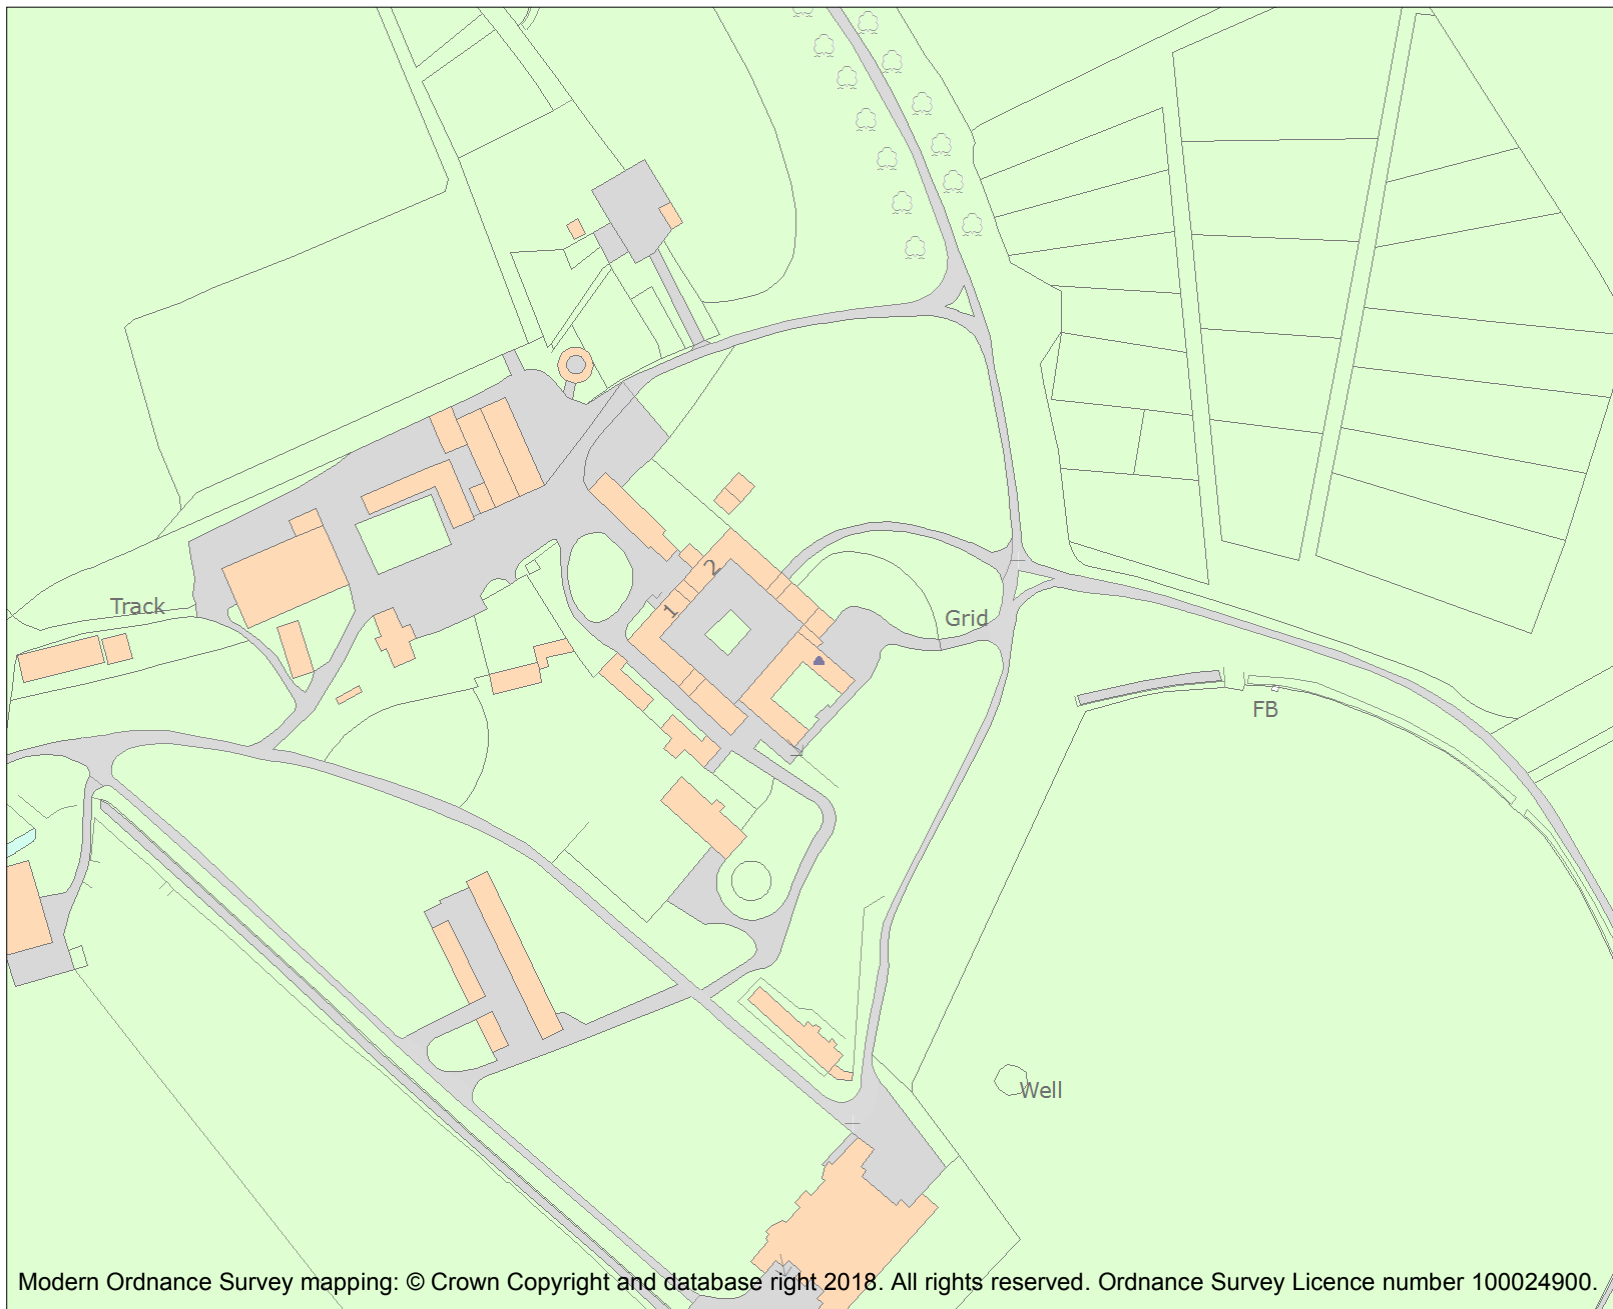 2
1
Track
Grid
FB
Well
Modern Ordnance Survey mapping: © Crown Copyright and database right 2018. All rights reserved. Ordnance Survey Licence number 100024900.